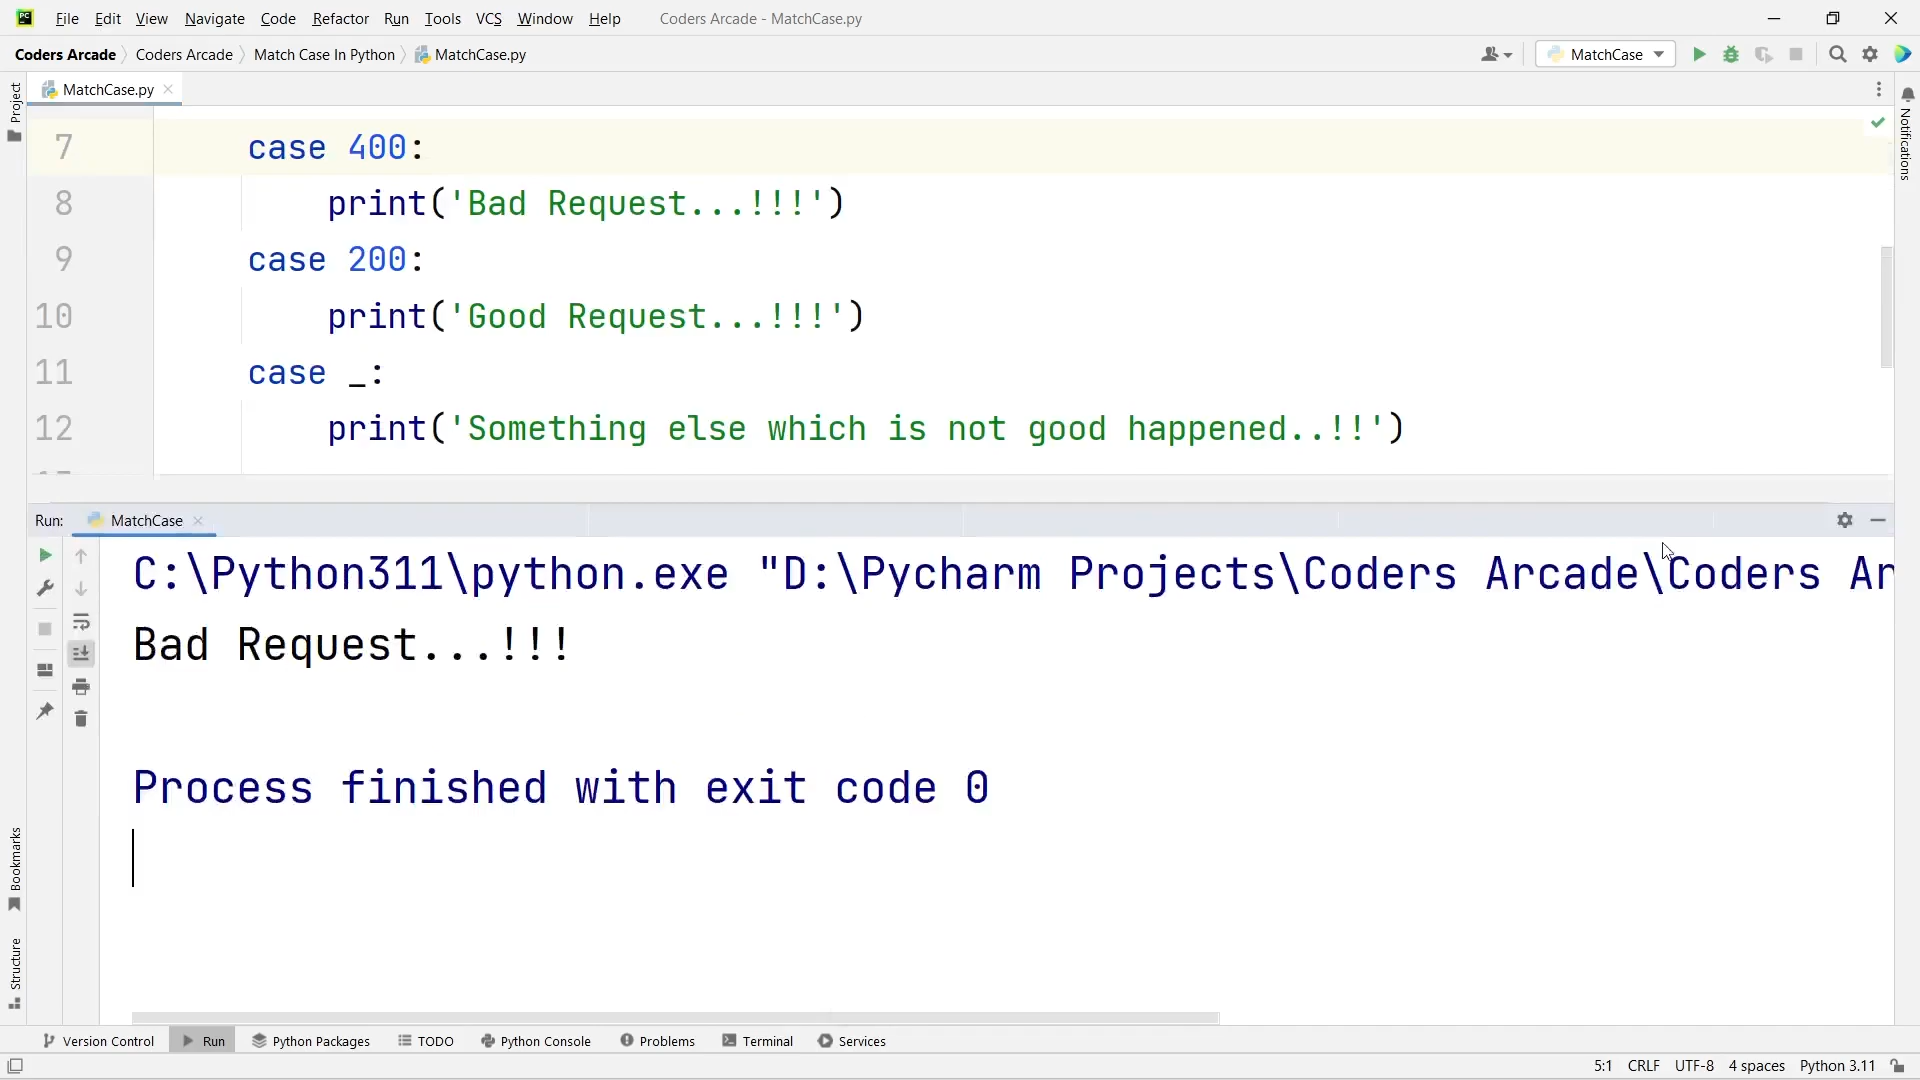 File Edit View Navigate Code Refactor Run Tools VCS Window Help Coders Arcade - MatchCase.py
Coders Arcade Coders Arcade Match Case In Python MatchCase.py MatchCase
MatchCase.py
Project
Notifications
7 case 400:
8 print('Bad Request...!!!')
9 case 200:
10 print('Good Request...!!!')
11 case _:
12 print('Something else which is not good happened..!!')
Run: MatchCase
C:\Python311\python.exe "D:\Pycharm Projects\Coders Arcade\Coders Ar
Bad Request...!!!
Process finished with exit code 0
Bookmarks
Structure
Version Control Run Python Packages TODO Python Console Problems Terminal Services
5:1 CRLF UTF-8 4 spaces Python 3.11